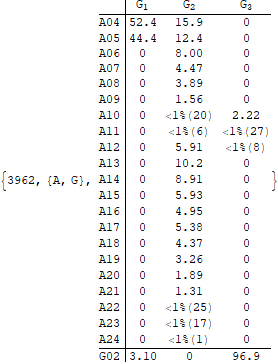 G1 G2 G3
A04 52.4 15.9 0
A05 44.4 12.4 0
A06 0 8.00 0
A07 0 4.47 0
A08 0 3.89 0
A09 0 1.56 0
A10 0 <1%(20) 2.22
A11 0 <1%(6) <1%(27)
A12 0 5.91 <1%(8)
A13 0 10.2 0
{3962, {A, G}, A14 0 8.91 0 }
A15 0 5.93 0
A16 0 4.95 0
A17 0 5.38 0
A18 0 4.37 0
A19 0 3.26 0
A20 0 1.89 0
A21 0 1.31 0
A22 0 <1%(25) 0
A23 0 <1%(17) 0
A24 0 <1%(1) 0
G02 3.10 0 96.9